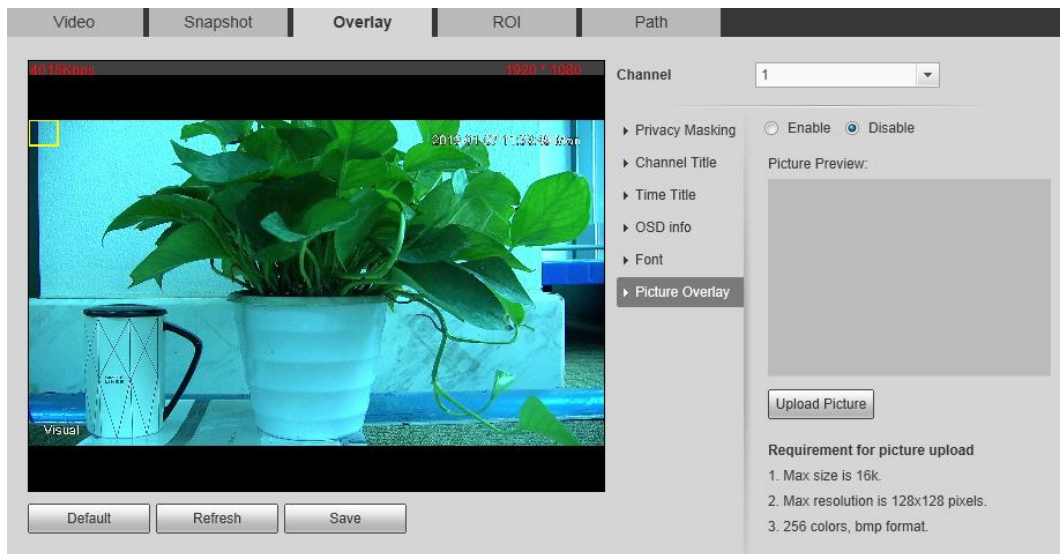 Video Snapshot Overlay ROI Path
4015Kbps 1920 * 1080
Channel 1
Privacy Masking
Channel Title
Time Title
OSD info
Font
Picture Overlay
Enable Disable
Picture Preview:
Visual
Upload Picture
Requirement for picture upload
1. Max size is 16k.
2. Max resolution is 128x128 pixels.
3. 256 colors, bmp format.
Default Refresh Save